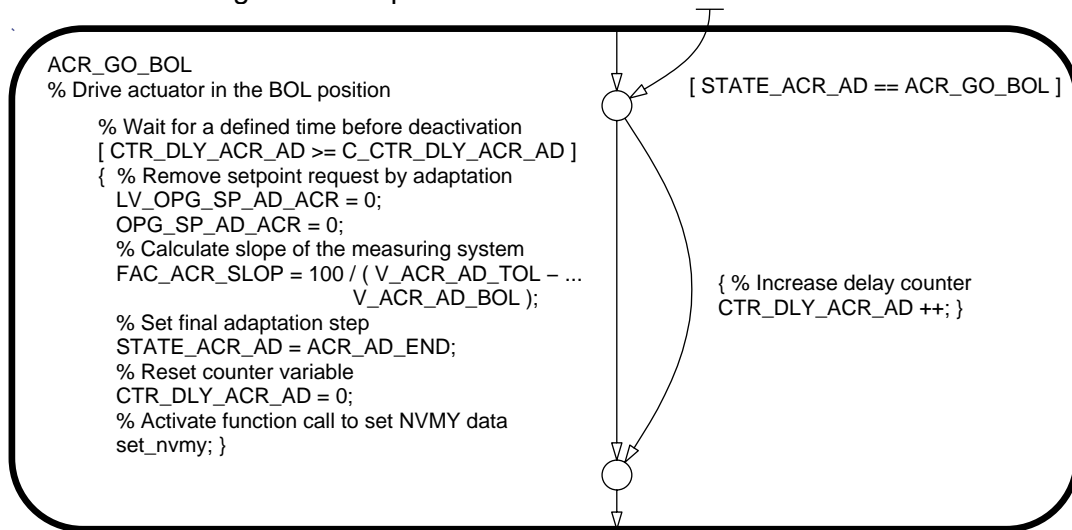 ACR_GO_BOL
% Drive actuator in the BOL position
[ STATE_ACR_AD == ACR_GO_BOL ]
% Wait for a defined time before deactivation
[ CTR_DLY_ACR_AD >= C_CTR_DLY_ACR_AD ]
{ % Remove setpoint request by adaptation
LV_OPG_SP_AD_ACR = 0;
OPG_SP_AD_ACR = 0;
% Calculate slope of the measuring system
FAC_ACR_SLOP = 100 / ( V_ACR_AD_TOL – ...
V_ACR_AD_BOL );
% Set final adaptation step
STATE_ACR_AD = ACR_AD_END;
% Reset counter variable
CTR_DLY_ACR_AD = 0;
% Activate function call to set NVMY data
set_nvmy; }
{ % Increase delay counter
CTR_DLY_ACR_AD ++; }